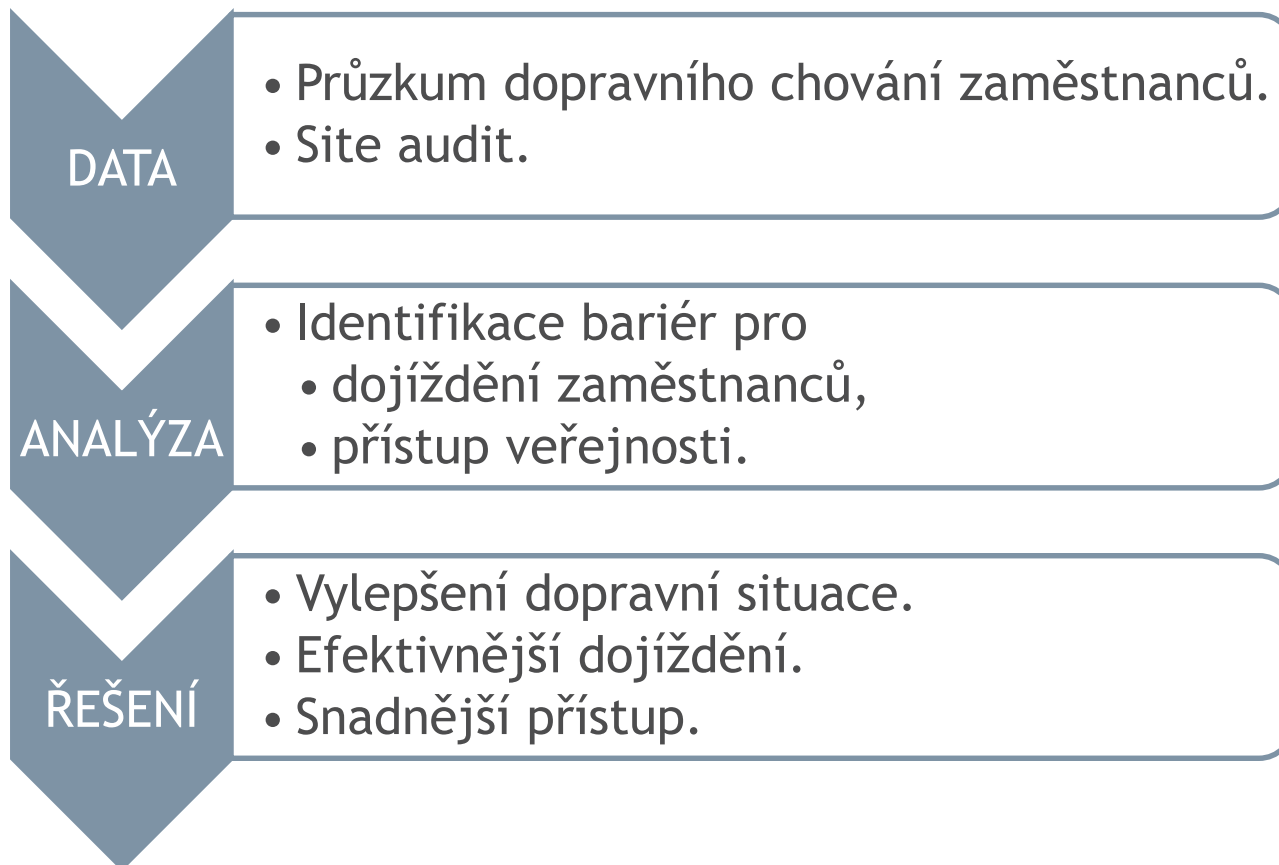 DATA
• Průzkum dopravního chování zaměstnanců.
• Site audit.
ANALÝZA
• Identifikace bariér pro
• dojíždění zaměstnanců,
• přístup veřejnosti.
ŘEŠENÍ
• Vylepšení dopravní situace.
• Efektivnější dojíždění.
• Snadnější přístup.